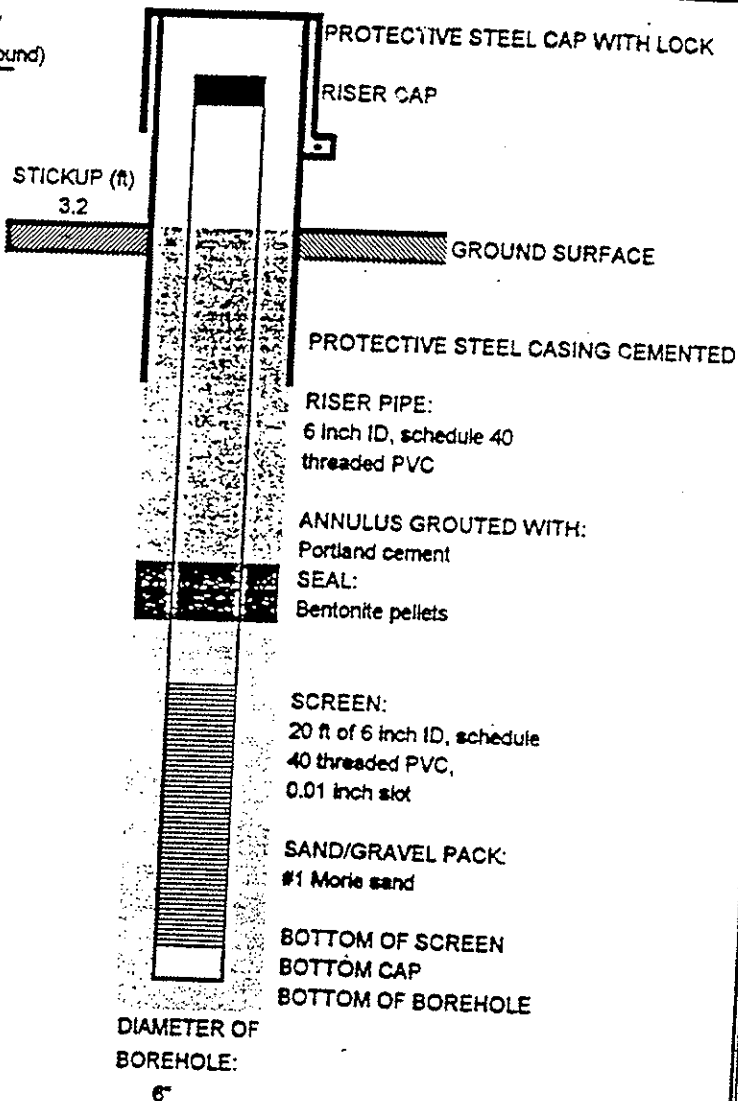 ound)
PROTECTIVE STEEL CAP WITH LOCK
RISER CAP
STICKUP (ft)
3.2
GROUND SURFACE
PROTECTIVE STEEL CASING CEMENTED
RISER PIPE:
6 inch ID, schedule 40
threaded PVC
ANNULUS GROUTED WITH:
Portland cement
SEAL:
Bentonite pellets
SCREEN:
20 ft of 6 inch ID, schedule
40 threaded PVC,
0.01 inch slot
SAND/GRAVEL PACK:
#1 Morie sand
BOTTOM OF SCREEN
BOTTOM CAP
BOTTOM OF BOREHOLE
DIAMETER OF
BOREHOLE:
6"